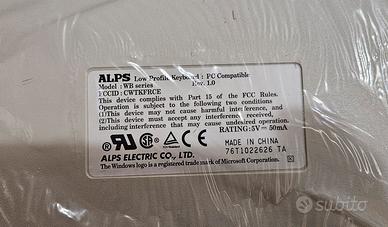 ALPS Low Profile Keyboard : PC Compatible
Model : WB series Rev. 1.0
FCCID : CWTKFRCE
This device complies with Part 15 of the FCC Rules.
Operation is subject to the following two conditions
(1)This device may not cause harmful interference, and
(2)This device must accept any interference received,
including interference that may cause undesired operation.
RATING:5V⎓50mA
MADE IN CHINA
76T1022626 TA
ALPS ELECTRIC CO., LTD.
The Windows logo is a registered trade mark of Microsoft Corporation.
subito